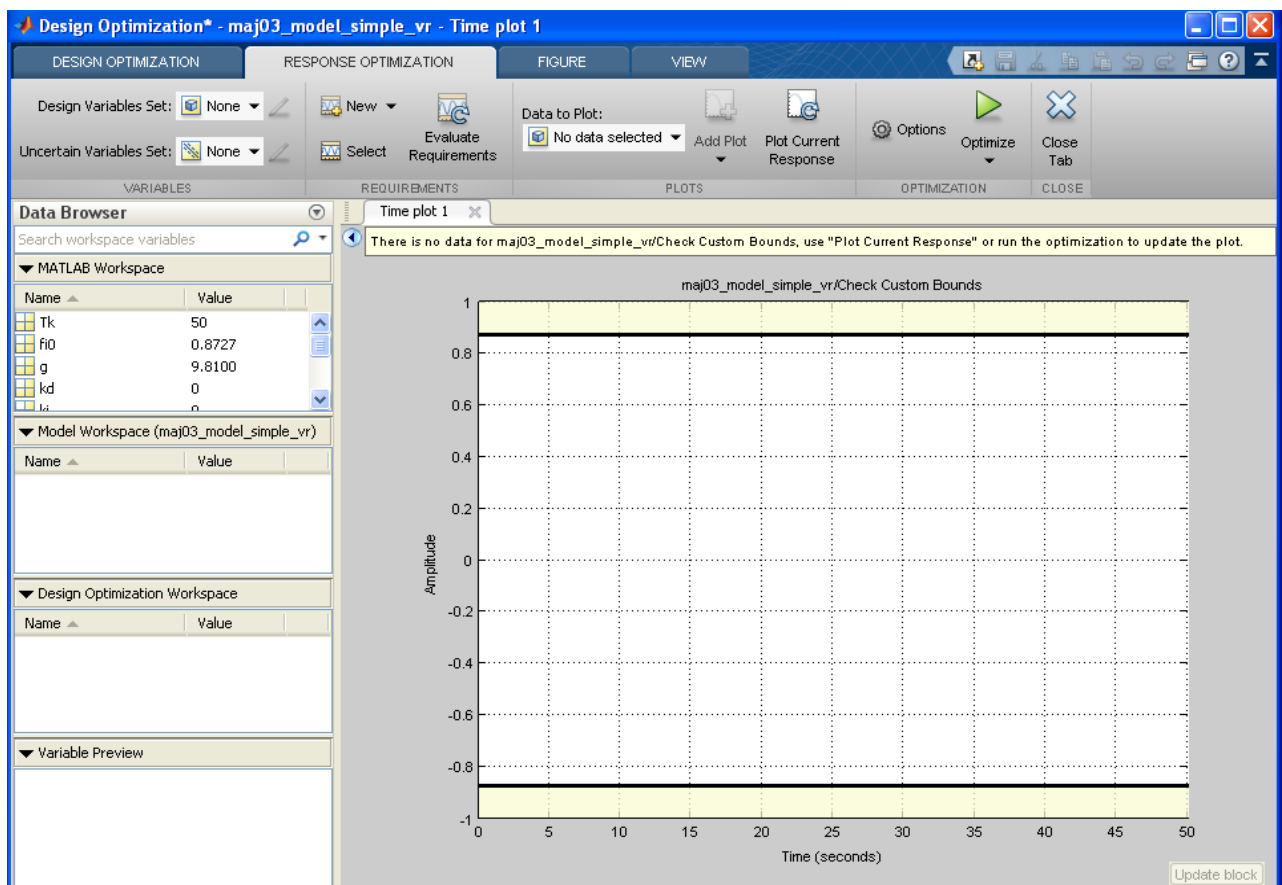 Design Optimization* - maj03_model_simple_vr - Time plot 1
DESIGN OPTIMIZATION
RESPONSE OPTIMIZATION
FIGURE
VIEW
Design Variables Set: None
Uncertain Variables Set: None
VARIABLES
New
Select
Evaluate
Requirements
REQUIREMENTS
Data to Plot:
No data selected
Add Plot
Plot Current
Response
PLOTS
Options
Optimize
OPTIMIZATION
Close
Tab
CLOSE
Data Browser
Search workspace variables
MATLAB Workspace
Name Value
Tk 50
fi0 0.8727
g 9.8100
kd 0
ki 0
Model Workspace (maj03_model_simple_vr)
Name Value
Design Optimization Workspace
Name Value
Variable Preview
Time plot 1
There is no data for maj03_model_simple_vr/Check Custom Bounds, use "Plot Current Response" or run the optimization to update the plot.
maj03_model_simple_vr/Check Custom Bounds
1
0.8
0.6
0.4
0.2
0
-0.2
-0.4
-0.6
-0.8
-1
Amplitude
0 5 10 15 20 25 30 35 40 45 50
Time (seconds)
Update block